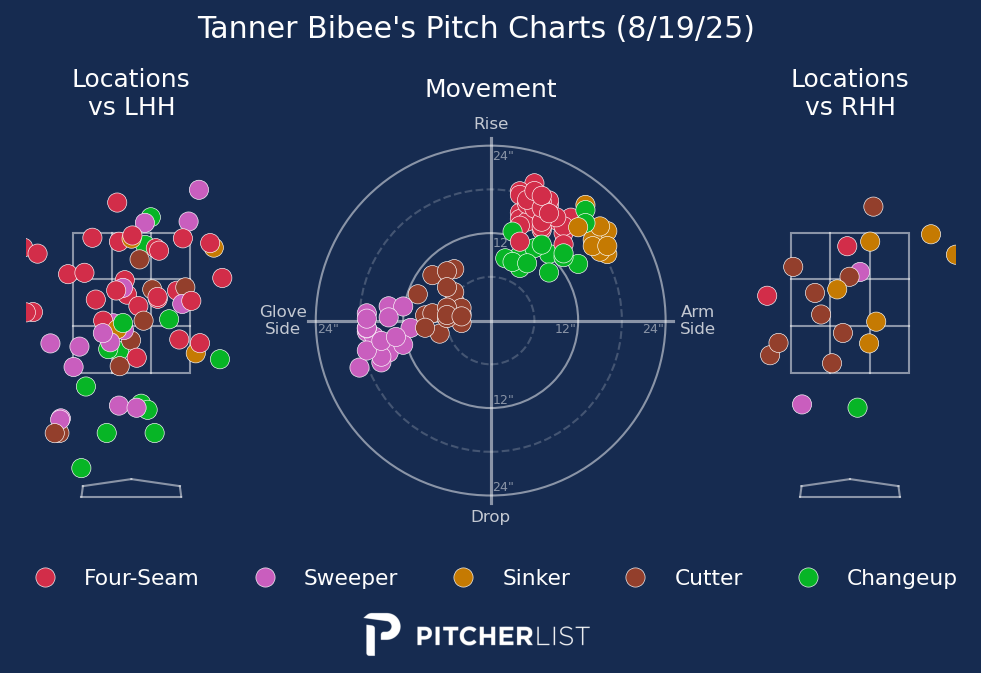 Tanner Bibee's Pitch Charts (8/19/25)
Locations
vs LHH
Movement
Locations
vs RHH
Rise
24"
12"
Glove
Side
24"
12"
24"
Arm
Side
12"
24"
Drop
Four-Seam
Sweeper
Sinker
Cutter
Changeup
PITCHERLIST